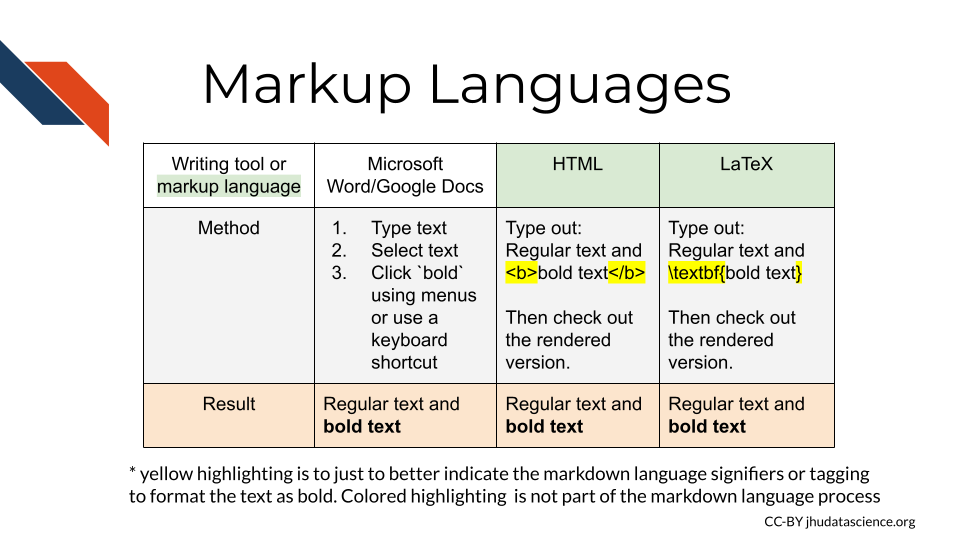 Markup Languages
Writing tool or
markup language
Microsoft
Word/Google Docs
HTML
LaTeX
Method
1. Type text
2. Select text
3. Click `bold`
using menus
or use a
keyboard
shortcut
Type out:
Regular text and
<b>bold text</b>
Then check out
the rendered
version.
Type out:
Regular text and
\textbf{bold text}
Then check out
the rendered
version.
Result
Regular text and
bold text
Regular text and
bold text
Regular text and
bold text
* yellow highlighting is to just to better indicate the markdown language signifiers or tagging
to format the text as bold. Colored highlighting is not part of the markdown language process
CC-BY jhudatascience.org